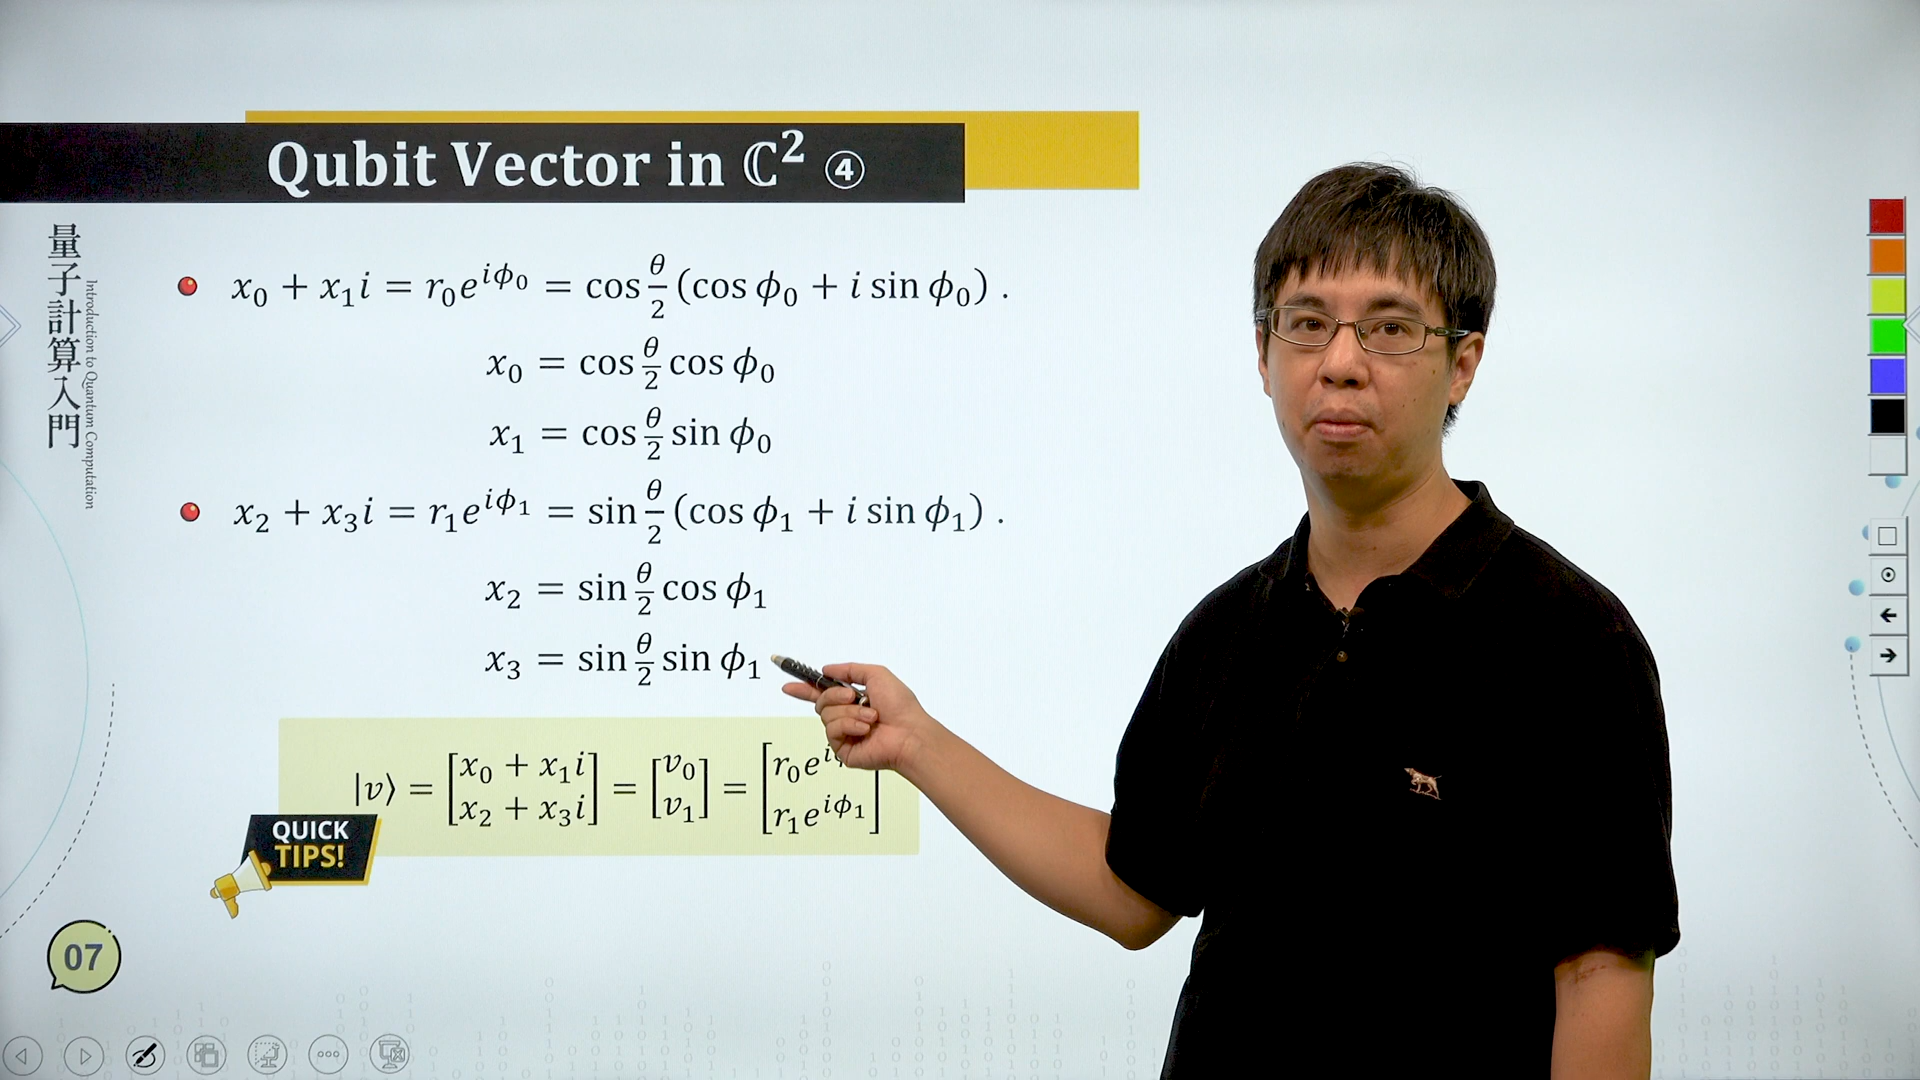 Qubit Vector in ℂ² ④
量子計算入門
Introduction to Quantum Computation
x₀ + x₁i = r₀e^{iϕ₀} = cos θ/2 (cos ϕ₀ + i sin ϕ₀) .
x₀ = cos θ/2 cos ϕ₀
x₁ = cos θ/2 sin ϕ₀
x₂ + x₃i = r₁e^{iϕ₁} = sin θ/2 (cos ϕ₁ + i sin ϕ₁) .
x₂ = sin θ/2 cos ϕ₁
x₃ = sin θ/2 sin ϕ₁
|v⟩ = [x₀ + x₁i; x₂ + x₃i] = [v₀; v₁] = [r₀e^i; r₁e^{iϕ₁}]
QUICK
TIPS!
07